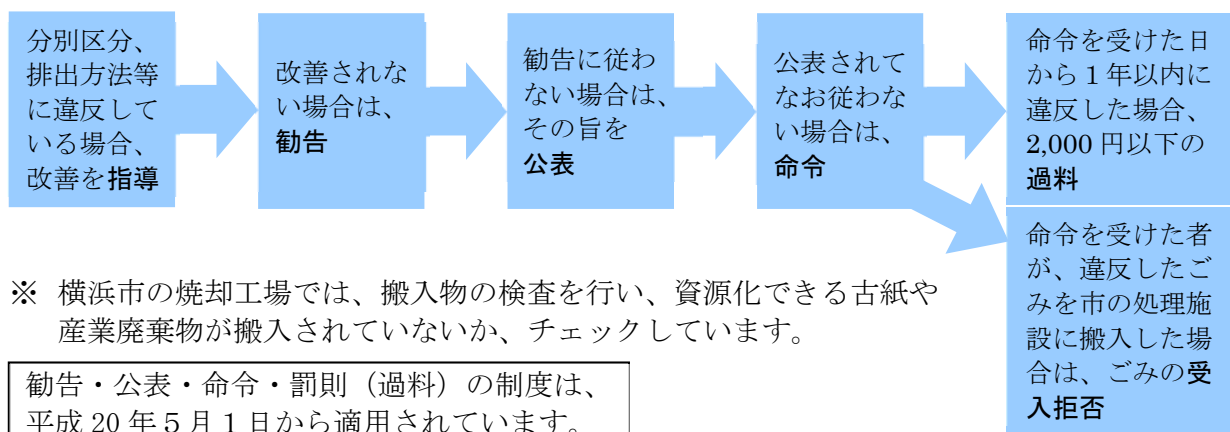 分別区分、
排出方法等
に違反して
いる場合、
改善を指導
改善されな
い場合は、
勧告
勧告に従わ
ない場合は、
その旨を
公表
公表されて
なお従わな
い場合は、
命令
命令を受けた日
から１年以内に
違反した場合、
2,000 円以下の
過料
命令を受けた者
が、違反したご
みを市の処理施
設に搬入した場
合は、ごみの受
入拒否
※ 横浜市の焼却工場では、搬入物の検査を行い、資源化できる古紙や
産業廃棄物が搬入されていないか、チェックしています。
勧告・公表・命令・罰則（過料）の制度は、
平成 20 年５月１日から適用されています。